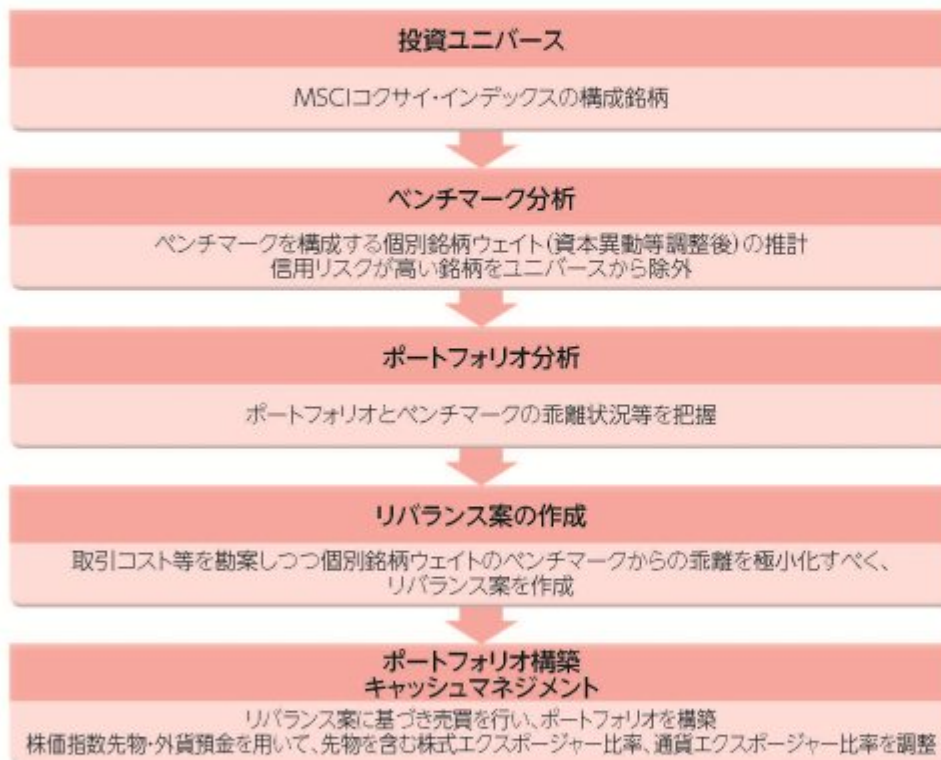 投資ユニバース
MSCIコクサイ・インデックスの構成銘柄
ベンチマーク分析
ベンチマークを構成する個別銘柄ウェイト(資本異動等調整後)の推計
信用リスクが高い銘柄をユニバースから除外
ポートフォリオ分析
ポートフォリオとベンチマークの乖離状況等を把握
リバランス案の作成
取引コスト等を勘案しつつ個別銘柄ウェイトのベンチマークからの乖離を極小化すべく、
リバランス案を作成
ポートフォリオ構築
キャッシュマネジメント
リバランス案に基づき売買を行い、ポートフォリオを構築
株価指数先物・外貨預金を用いて、先物を含む株式エクスポージャー比率、通貨エクスポージャー比率を調整